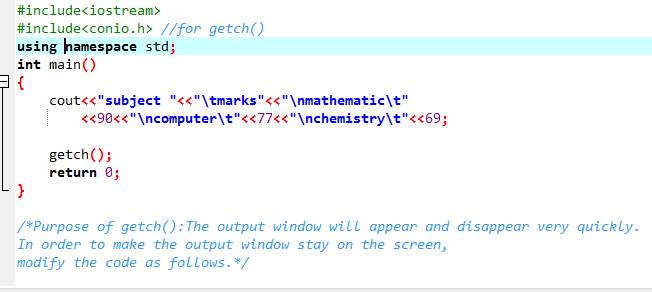 #include<iostream>
#include<conio.h> //for getch()
using namespace std;
int main()
{
cout<<"subject "<<"\tmarks"<<"\nmathematic\t"
<<90<<"\ncomputer\t"<<77<<"\nchemistry\t"<<69;
getch();
return 0;
}
/*Purpose of getch():The output window will appear and disappear very quickly.
In order to make the output window stay on the screen,
modify the code as follows.*/